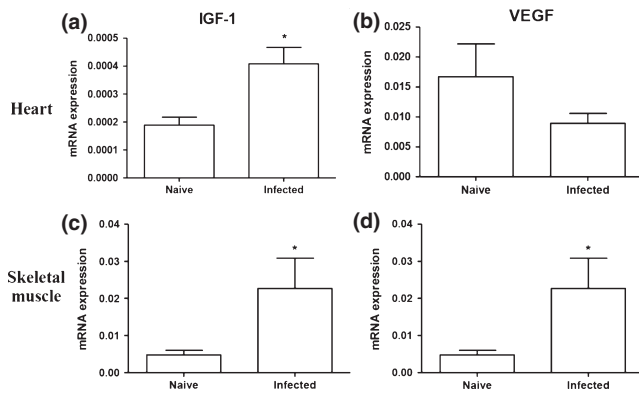 IGF-1
VEGF
(a)
(b)
Heart
mRNA expression
0.0005
0.0004
0.0003
0.0002
0.0001
0.0000
*
Naive
Infected
mRNA expression
0.025
0.020
0.015
0.010
0.005
0.000
Naive
Infected
(c)
(d)
Skeletal
muscle
mRNA expression
0.04
0.03
0.02
0.01
0.00
*
Naive
Infected
mRNA expression
0.04
0.03
0.02
0.01
0.00
*
Naive
Infected